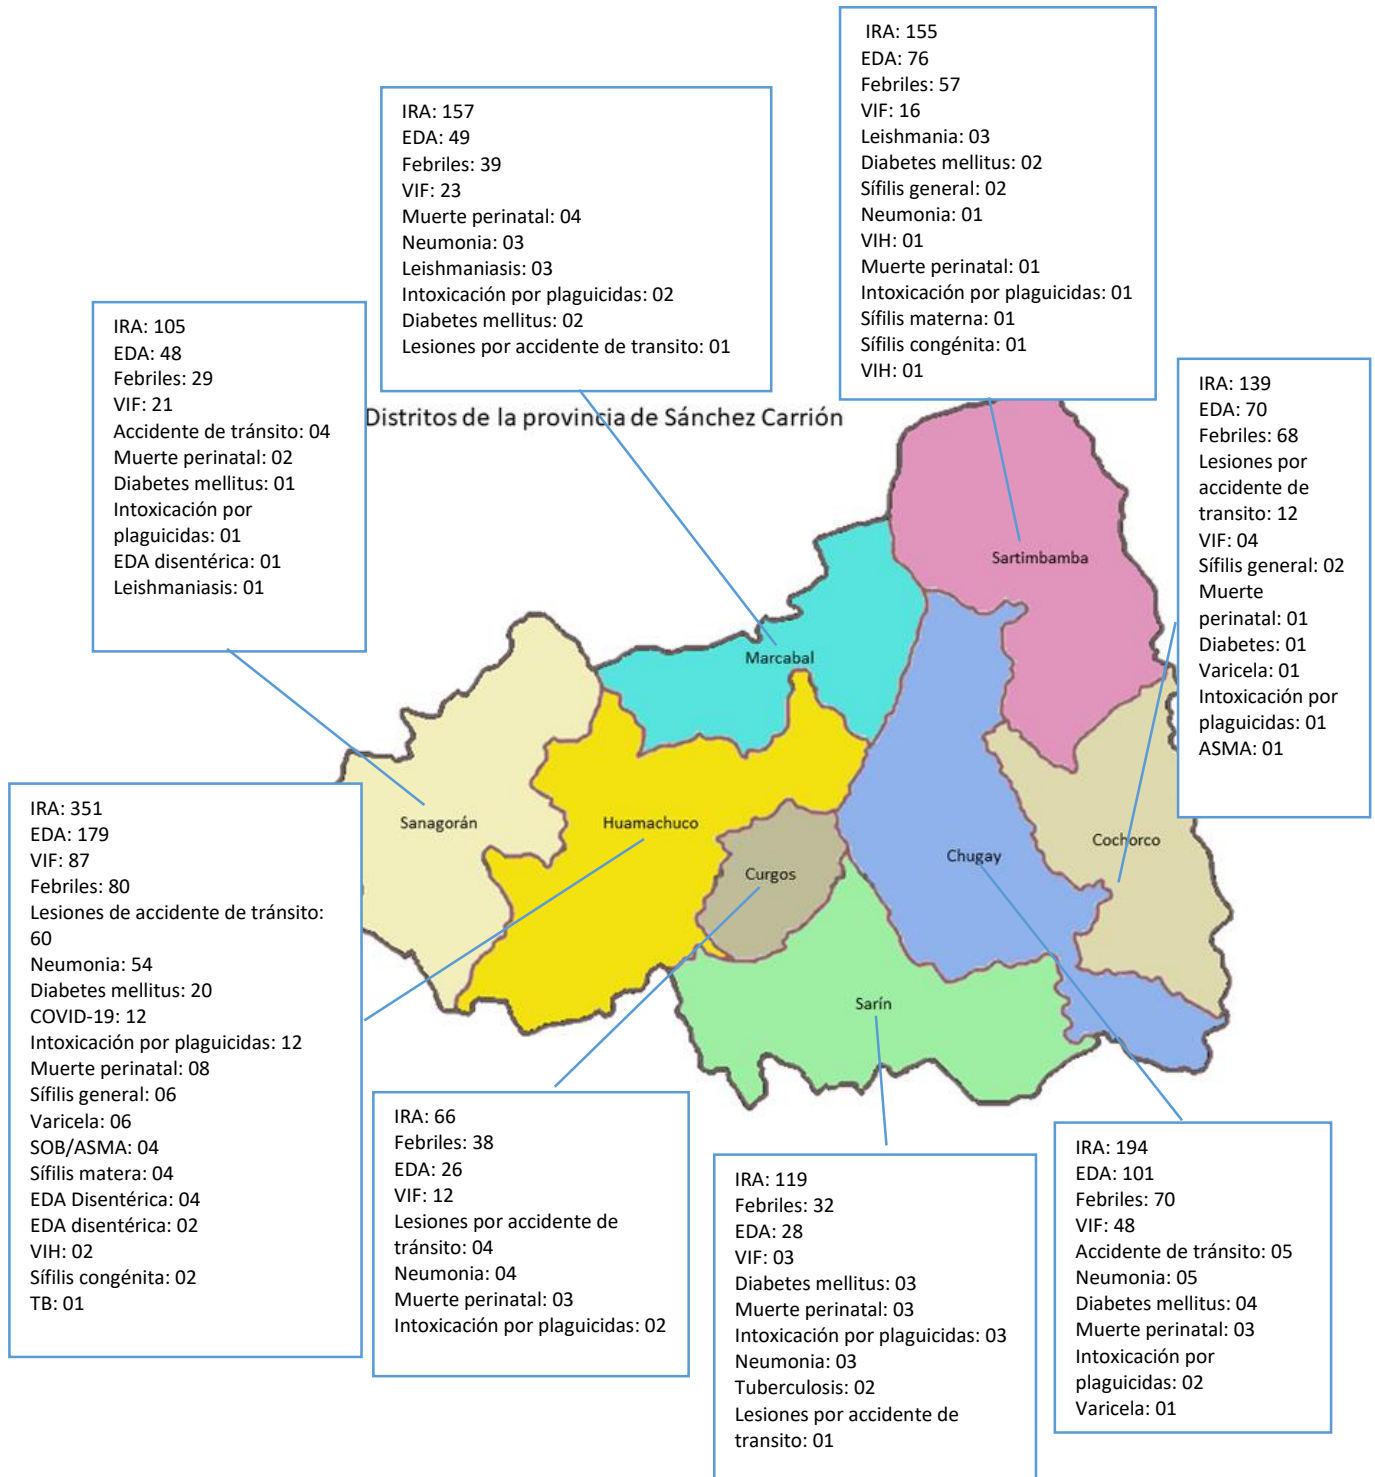 IRA: 155
EDA: 76
Febriles: 57
VIF: 16
Leishmania: 03
Diabetes mellitus: 02
Sífilis general: 02
Neumonia: 01
VIH: 01
Muerte perinatal: 01
Intoxicación por plaguicidas: 01
Sífilis materna: 01
Sífilis congénita: 01
VIH: 01
IRA: 157
EDA: 49
Febriles: 39
VIF: 23
Muerte perinatal: 04
Neumonia: 03
Leishmaniasis: 03
Intoxicación por plaguicidas: 02
Diabetes mellitus: 02
Lesiones por accidente de transito: 01
IRA: 105
EDA: 48
Febriles: 29
VIF: 21
Accidente de tránsito: 04
Muerte perinatal: 02
Diabetes mellitus: 01
Intoxicación por
plaguicidas: 01
EDA disentérica: 01
Leishmaniasis: 01
IRA: 139
EDA: 70
Febriles: 68
Lesiones por
accidente de
transito: 12
VIF: 04
Sífilis general: 02
Muerte
perinatal: 01
Diabetes: 01
Varicela: 01
Intoxicación por
plaguicidas: 01
ASMA: 01
Distritos de la provincia de Sánchez Carrión
Sartimbamba
Marcabal
Sanagorán
Huamachuco
Curgos
Chugay
Cochorco
Sarín
IRA: 351
EDA: 179
VIF: 87
Febriles: 80
Lesiones de accidente de tránsito:
60
Neumonia: 54
Diabetes mellitus: 20
COVID-19: 12
Intoxicación por plaguicidas: 12
Muerte perinatal: 08
Sífilis general: 06
Varicela: 06
SOB/ASMA: 04
Sífilis matera: 04
EDA Disentérica: 04
EDA disentérica: 02
VIH: 02
Sífilis congénita: 02
TB: 01
IRA: 66
Febriles: 38
EDA: 26
VIF: 12
Lesiones por accidente de
tránsito: 04
Neumonia: 04
Muerte perinatal: 03
Intoxicación por plaguicidas: 02
IRA: 119
Febriles: 32
EDA: 28
VIF: 03
Diabetes mellitus: 03
Muerte perinatal: 03
Intoxicación por plaguicidas: 03
Neumonia: 03
Tuberculosis: 02
Lesiones por accidente de
transito: 01
IRA: 194
EDA: 101
Febriles: 70
VIF: 48
Accidente de tránsito: 05
Neumonia: 05
Diabetes mellitus: 04
Muerte perinatal: 03
Intoxicación por
plaguicidas: 02
Varicela: 01